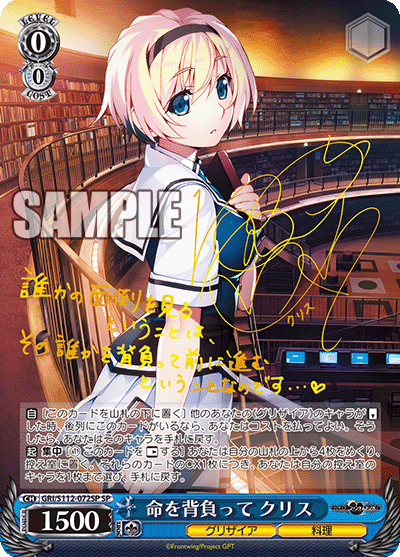 LEVEL
0
0
COST
SAMPLE
誰かの面倒を見る
ということは、
その誰かを背負って前に進む
ということなのです…♡
クリス
自 [このカードを山札の下に置く] 他のあなたの《グリザイア》のキャラが
した時、後列にこのカードがいるなら、あなたはコストを払ってよい。そう
したら、あなたはそのキャラを手札に戻す。
起 集中 [① このカードを する] あなたは自分の山札の上から4枚をめくり、
控え室に置く。それらのカードのCX1枚につき、あなたは自分の控え室の
キャラを1枚まで選び、手札に戻す。
CH GRI/S112-072SP SP
1500
命を背負って クリス
グリザイア
料理
©Frontwing/Project GPT